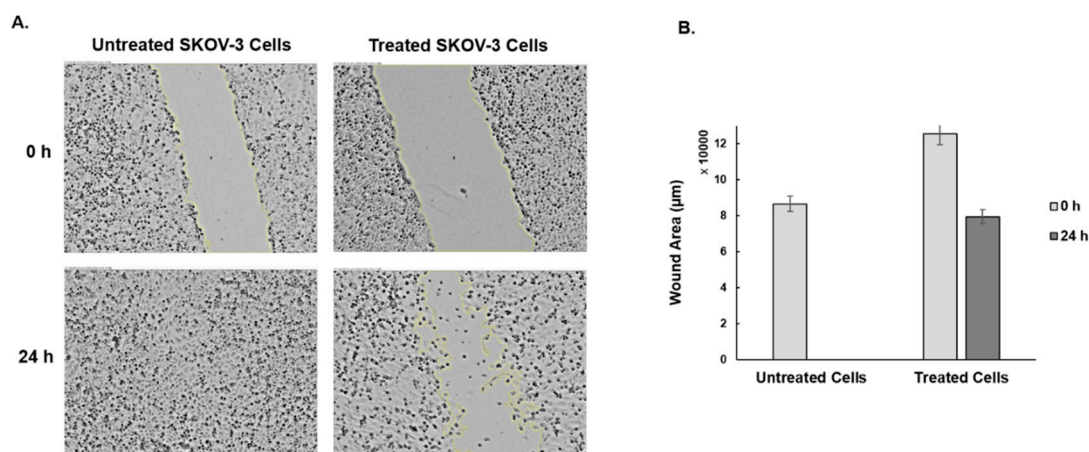 A.
Untreated SKOV-3 Cells
Treated SKOV-3 Cells
0 h
24 h
B.
Wound Area (µm)
x 10000
12
10
8
6
4
2
0
Untreated Cells
Treated Cells
0 h
24 h